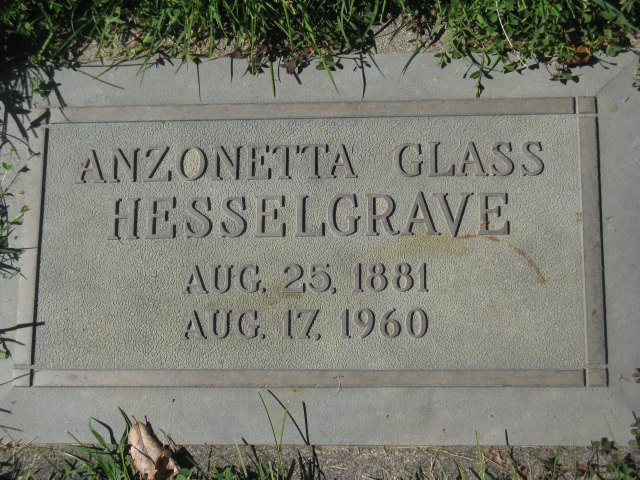 ANZONETTA GLASS
HESSELGRAVE
AUG. 25, 1881
AUG. 17, 1960